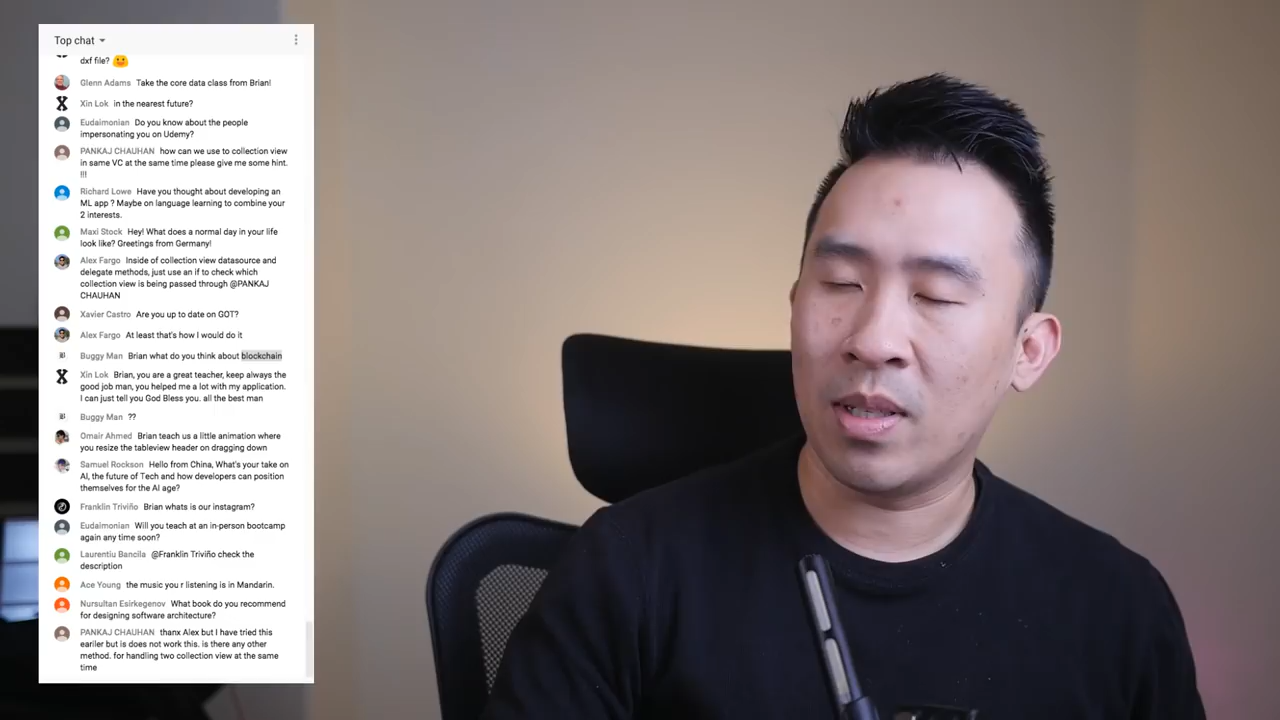 Top chat
dxf file?
Glenn Adams Take the core data class from Brian!
Xin Lok in the nearest future?
Eudaimonian Do you know about the people
impersonating you on Udemy?
PANKAJ CHAUHAN how can we use to collection view
in same VC at the same time please give me some hint.
!!!
Richard Lowe Have you thought about developing an
ML app ? Maybe on language learning to combine your
2 interests.
Maxi Stock Hey! What does a normal day in your life
look like? Greetings from Germany!
Alex Fargo Inside of collection view datasource and
delegate methods, just use an if to check which
collection view is being passed through @PANKAJ
CHAUHAN
Xavier Castro Are you up to date on GOT?
Alex Fargo At least that's how I would do it
Buggy Man Brian what do you think about blockchain
Xin Lok Brian, you are a great teacher, keep always the
good job man, you helped me a lot with my application.
I can just tell you God Bless you. all the best man
Buggy Man ??
Omair Ahmed Brian teach us a little animation where
you resize the tableview header on dragging down
Samuel Rockson Hello from China, What's your take on
AI, the future of Tech and how developers can position
themselves for the AI age?
Franklin Triviño Brian whats is our instagram?
Eudaimonian Will you teach at an in-person bootcamp
again any time soon?
Laurentiu Bancila @Franklin Triviño check the
description
Ace Young the music you r listening is in Mandarin.
Nursultan Esirkegenov What book do you recommend
for designing software architecture?
PANKAJ CHAUHAN thanx Alex but I have tried this
eariler but is does not work this. is there any other
method. for handling two collection view at the same
time